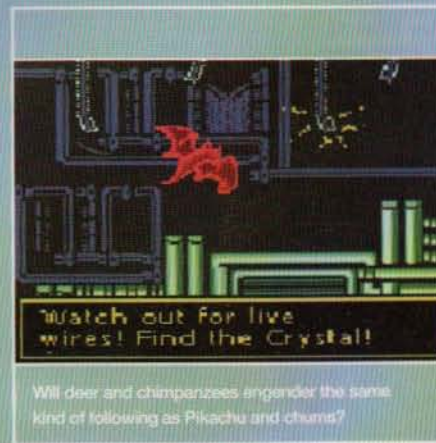 Watch out for live
wires! Find the Crystal!
Will deer and chimpanzees engender the same
kind of following as Pikachu and chums?